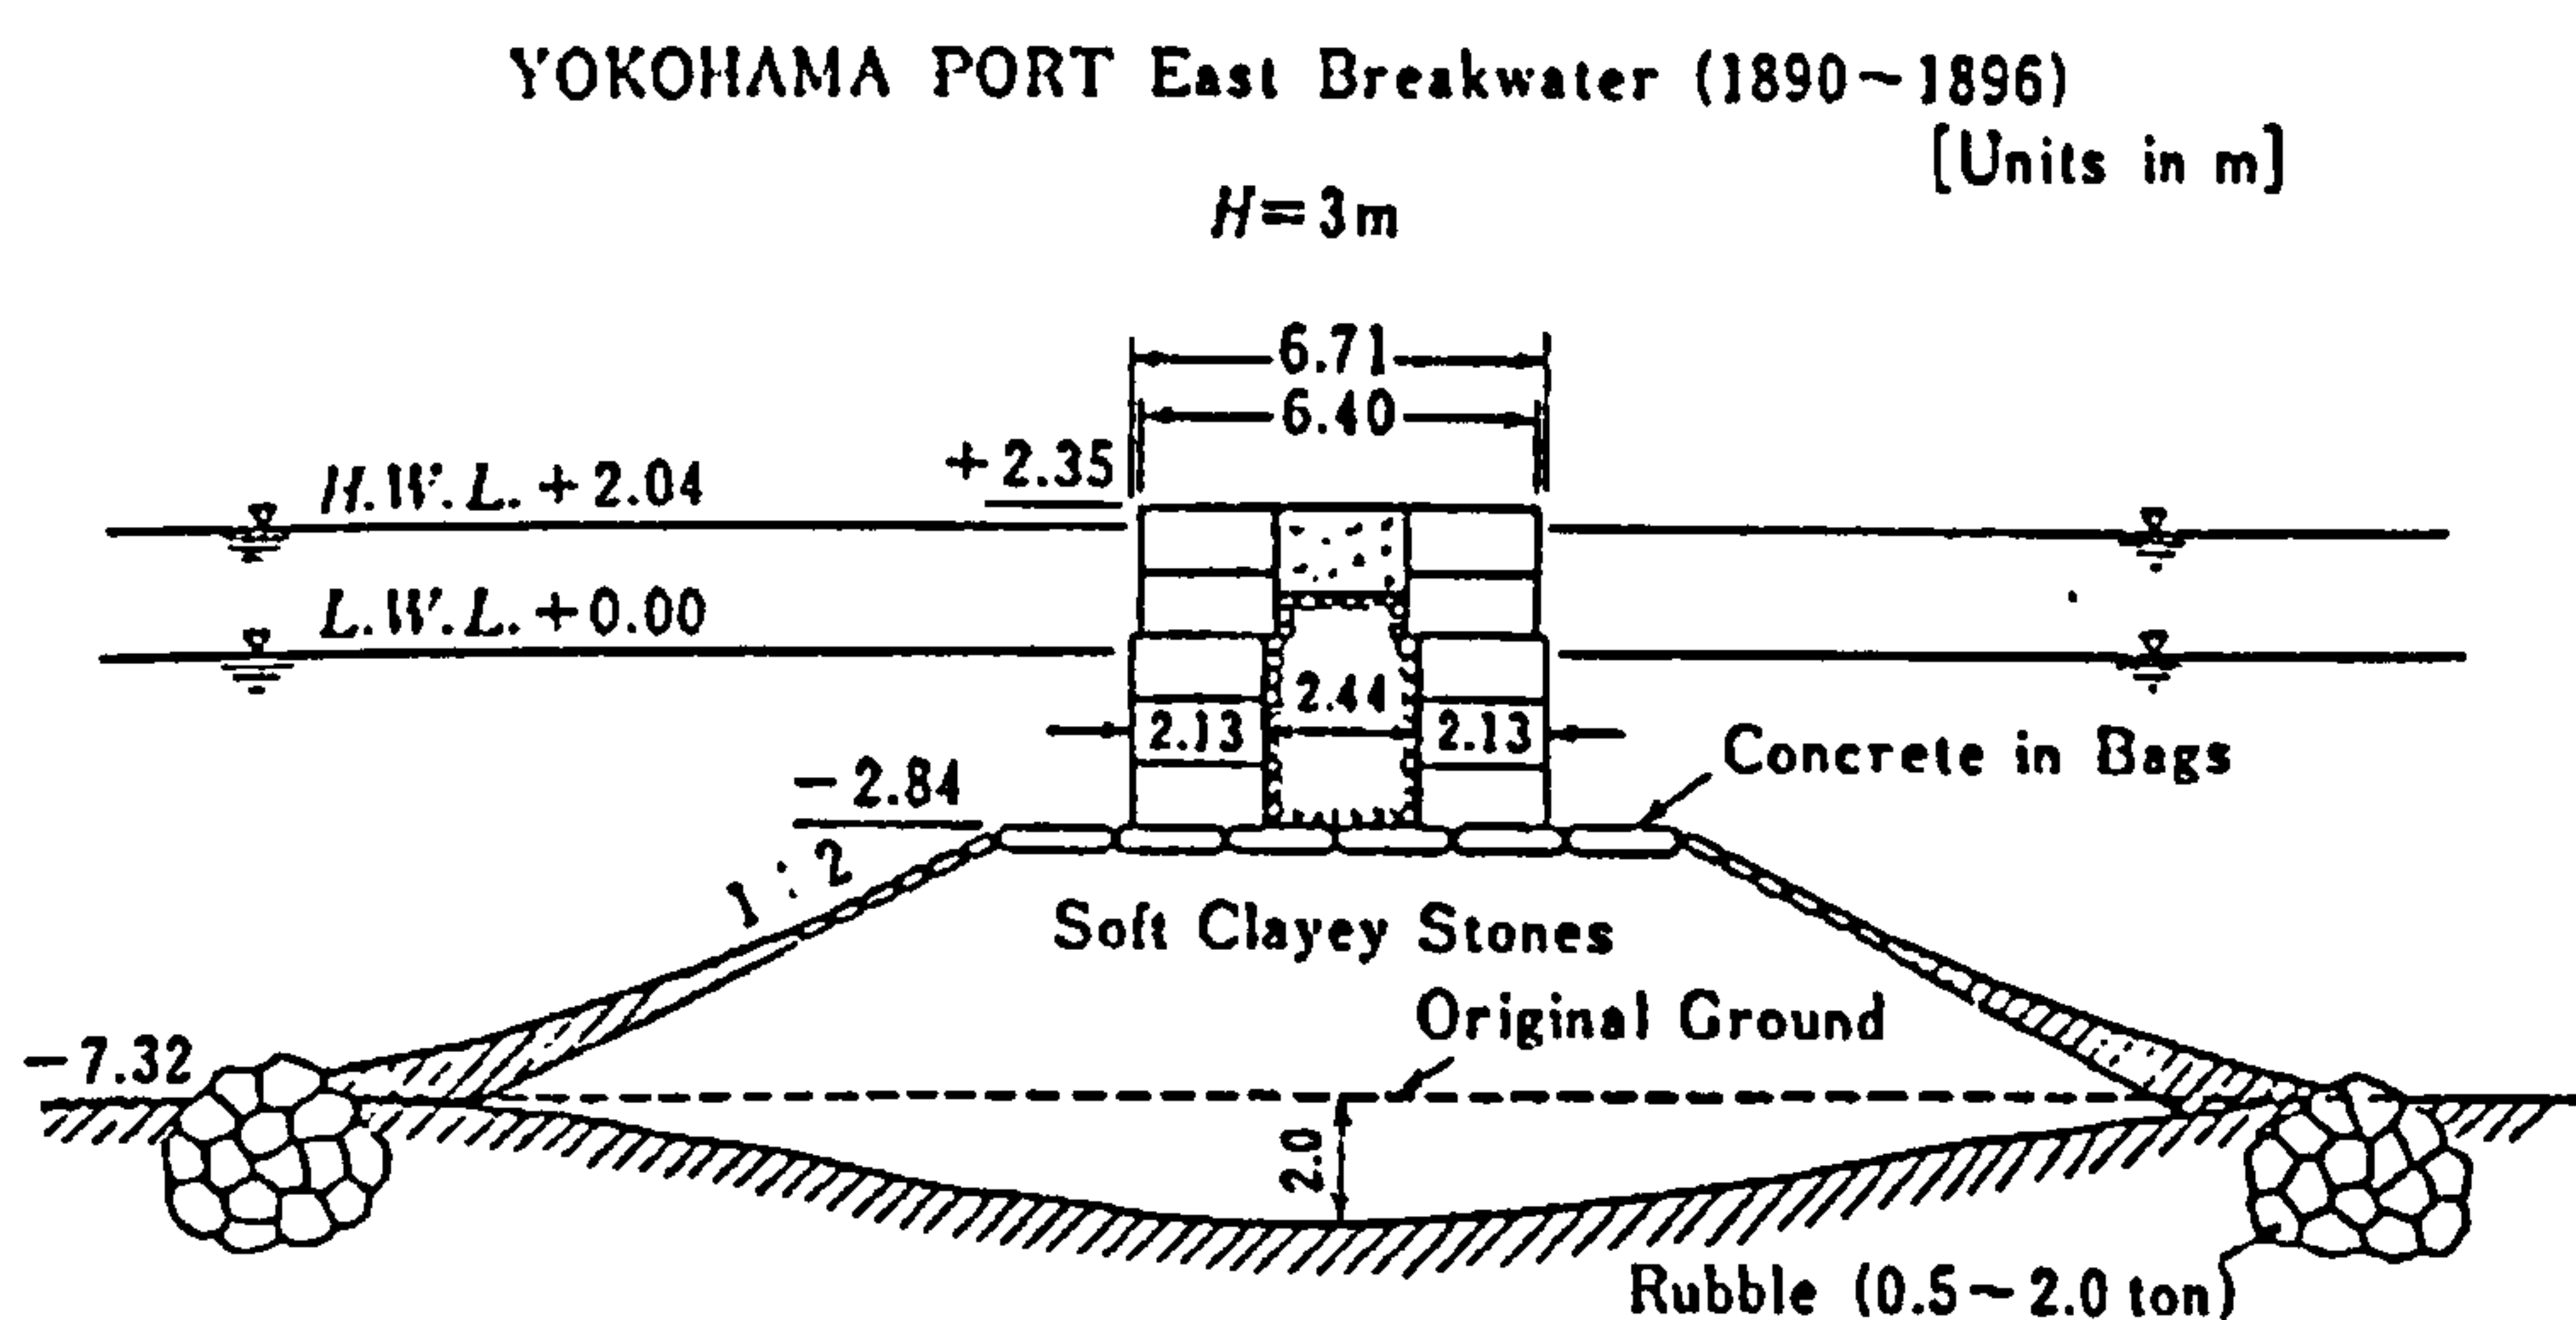 YOKOHAMA PORT East Breakwater (1890~1896)
[Units in m]
H=3m
6.71
6.40
+2.35
H.W.L. +2.04
L.W.L. +0.00
2.44
2.13
2.13
Concrete in Bags
-2.84
1:2
Soft Clayey Stones
Original Ground
-7.32
2.0
Rubble (0.5~2.0 ton)